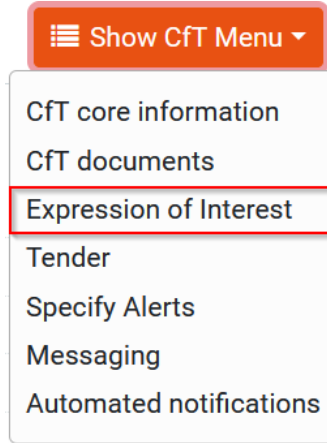 Show CfT Menu
CfT core information
CfT documents
Expression of Interest
Tender
Specify Alerts
Messaging
Automated notifications